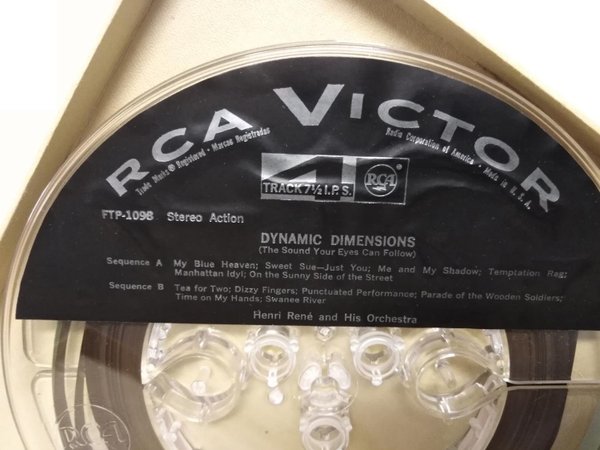 RCA VICTOR
Trade Marks ® Registered • Marcas Registradas
Radio Corporation of America • Made in U.S.A.
4
TRACK 7½ I.P.S.
RCA
FTP-1098 Stereo Action
DYNAMIC DIMENSIONS
(The Sound Your Eyes Can Follow)
Sequence A My Blue Heaven; Sweet Sue—Just You; Me and My Shadow; Temptation Rag;
Manhattan Idyl; On the Sunny Side of the Street
Sequence B Tea for Two; Dizzy Fingers; Punctuated Performance; Parade of the Wooden Soldiers;
Time on My Hands; Swanee River
Henri René and His Orchestra
RCA